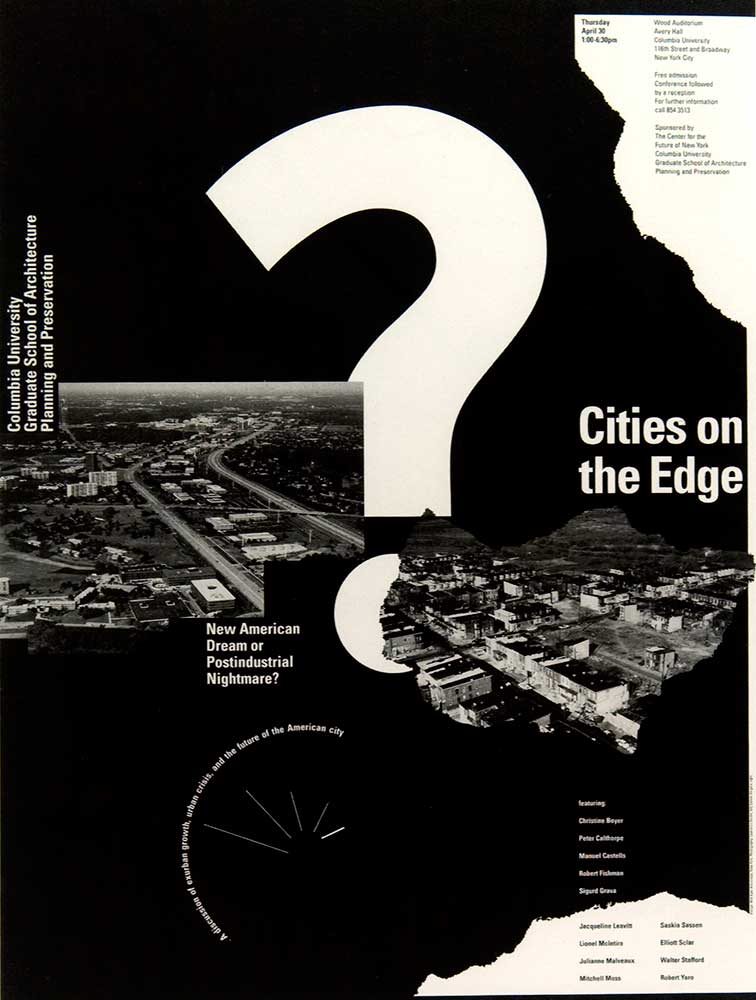 Thursday
April 30
1:00-6:30pm
Wood Auditorium
Avery Hall
Columbia University
116th Street and Broadway
New York City
Free admission
Conference followed
by a reception
For further information
call 854 3513
Sponsored by
The Center for the
Future of New York
Columbia University
Graduate School of Architecture
Planning and Preservation
Columbia University
Graduate School of Architecture
Planning and Preservation
Cities on
the Edge
New American
Dream or
Postindustrial
Nightmare?
A discussion of exurban growth, urban crisis, and the future of the American city
featuring:
Christine Boyer
Peter Calthorpe
Manuel Castells
Robert Fishman
Sigurd Grava
Jacqueline Leavitt
Lionel McIntire
Julianne Malveaux
Mitchell Moss
Saskia Sassen
Elliott Sclar
Walter Stafford
Robert Yaro